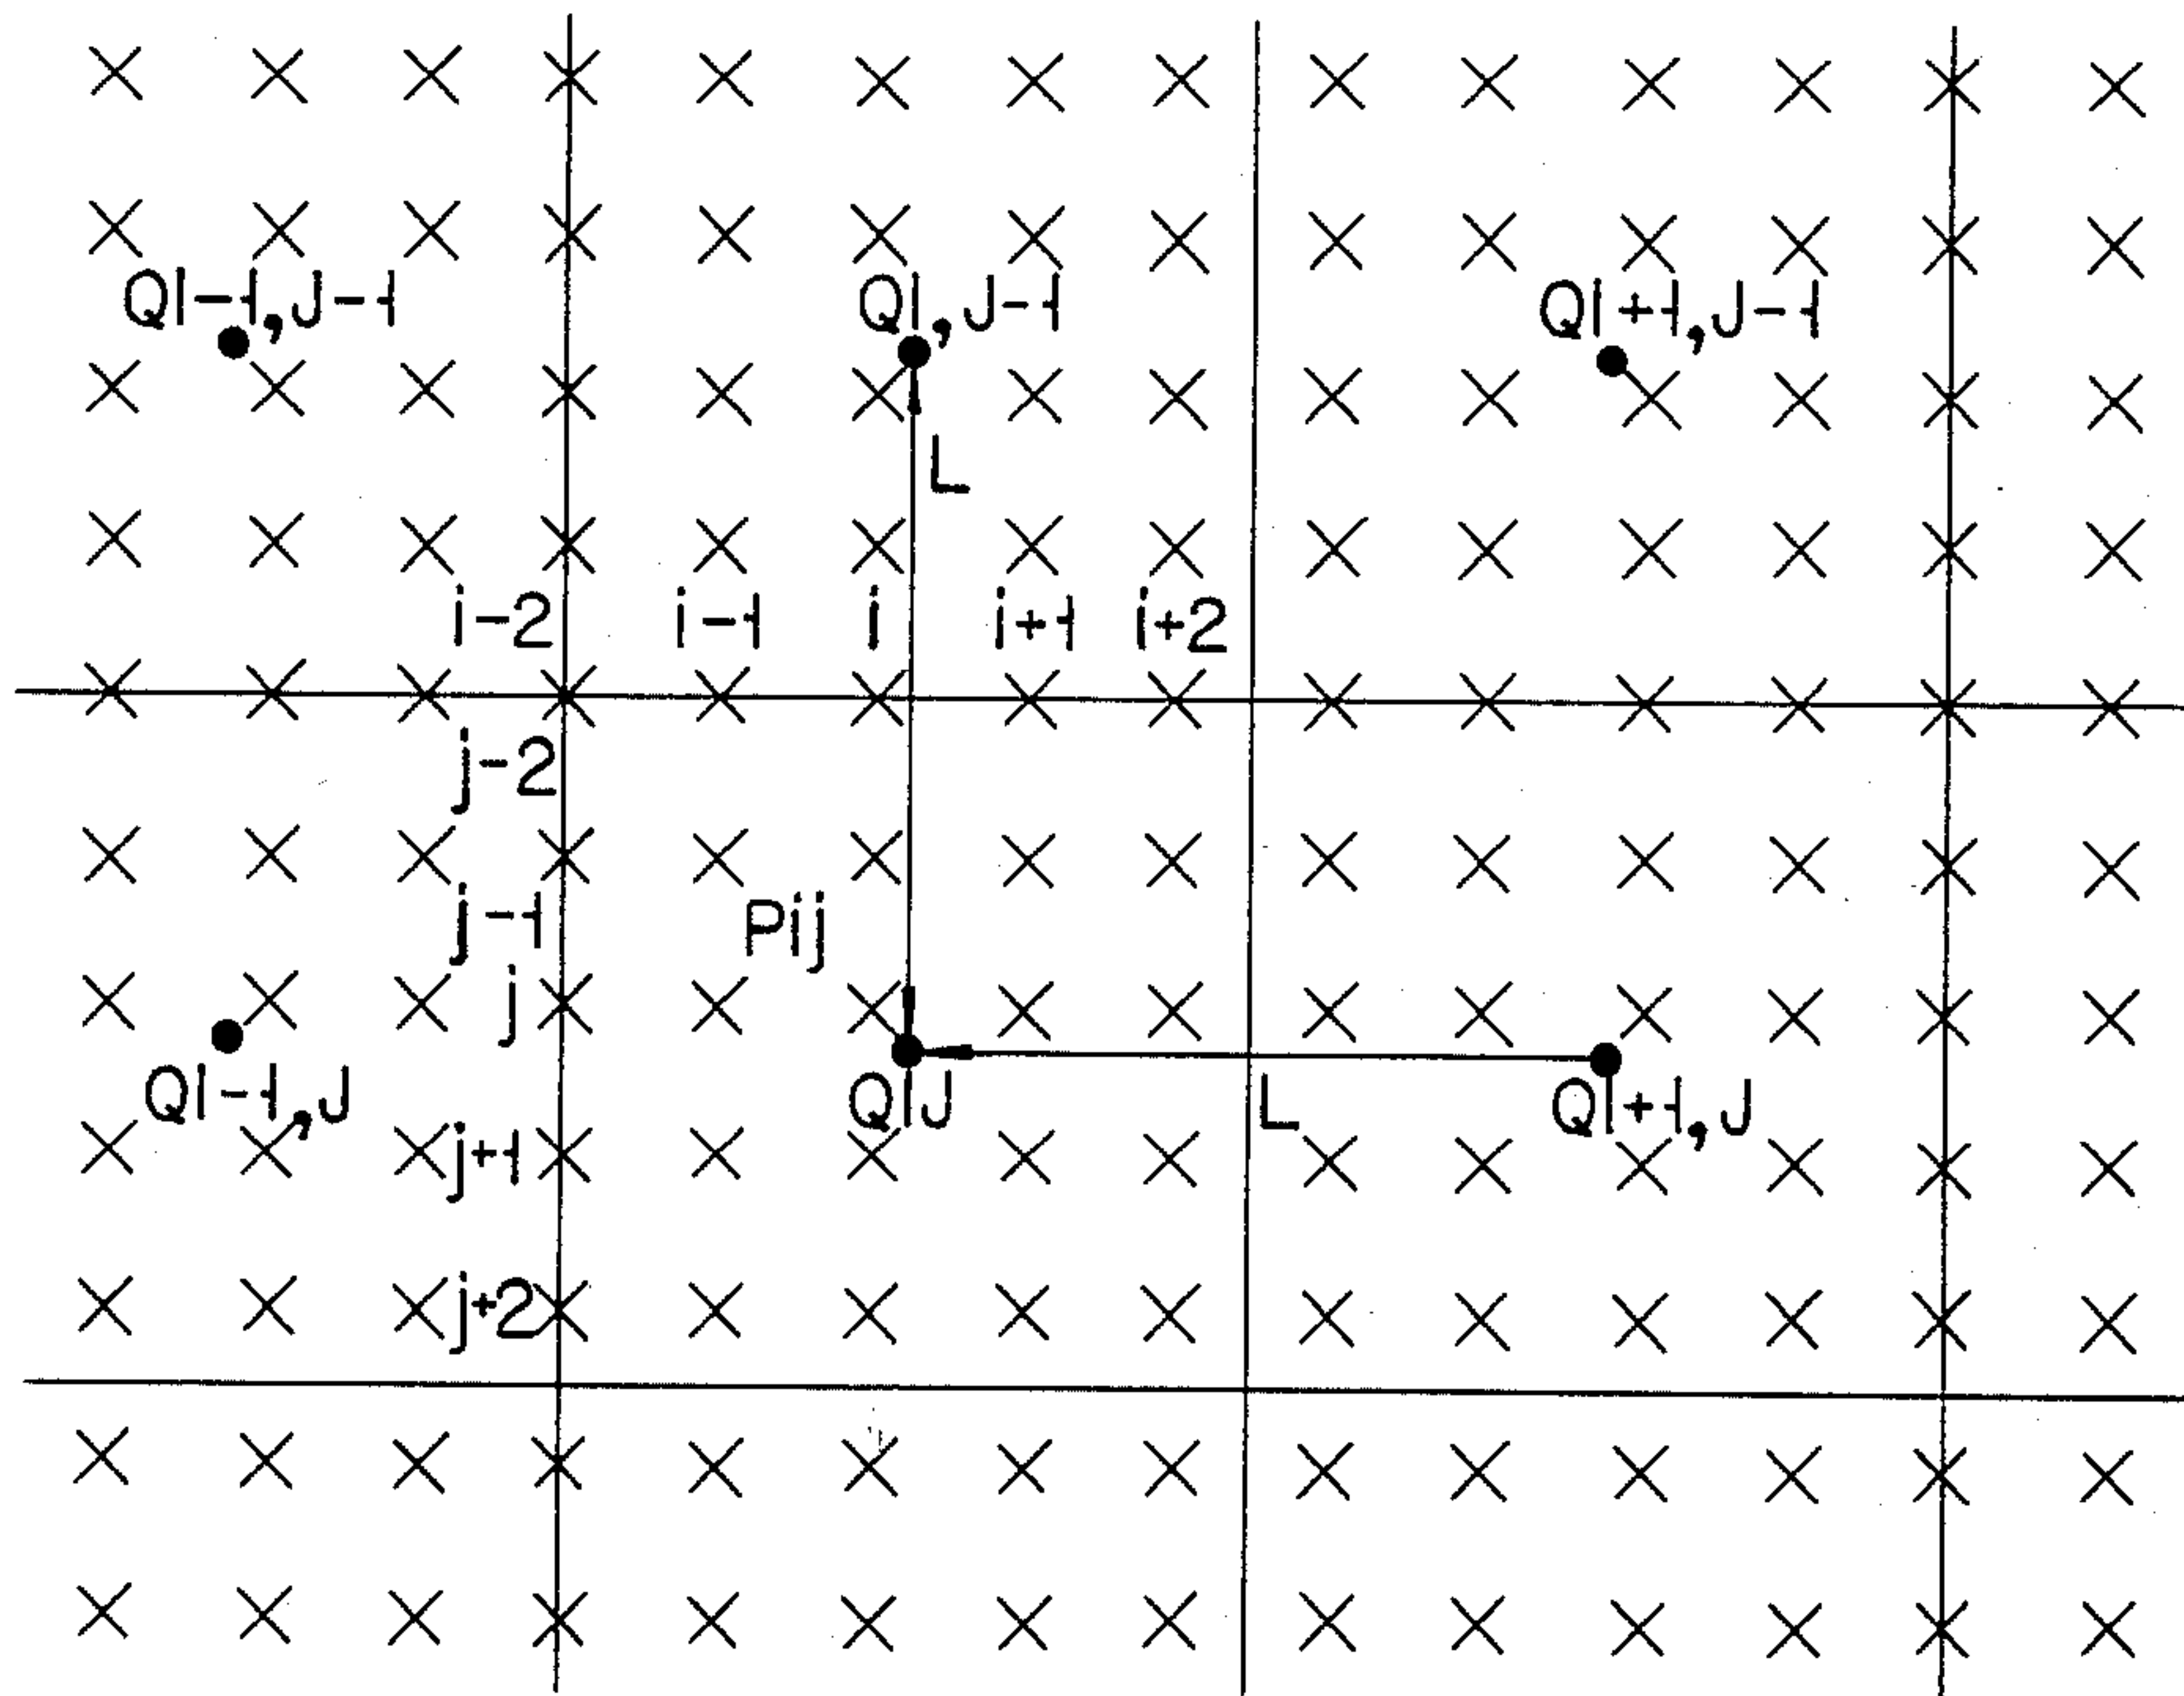 QI-1,J-1
QI,J-1
QI+1,J-1
L
i-2
i-1
i
i+1
i+2
j-2
j-1
Pij
j
QI-1,J
QIJ
L
QI+1,J
j+1
j+2